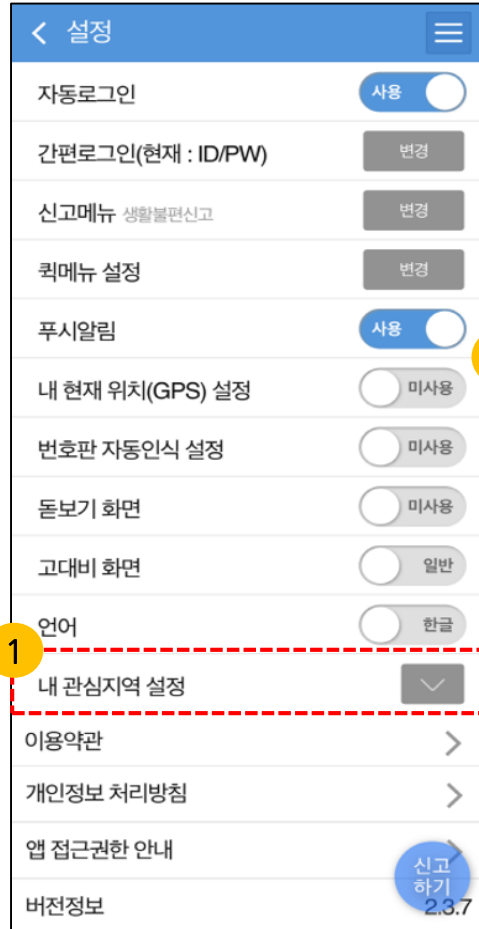 설정
자동로그인 사용
간편로그인(현재 : ID/PW) 변경
신고메뉴 생활불편신고 변경
퀵메뉴 설정 변경
푸시알림 사용
내 현재 위치(GPS) 설정 미사용
번호판 자동인식 설정 미사용
돋보기 화면 미사용
고대비 화면 일반
언어 한글
1
내 관심지역 설정
이용약관
개인정보 처리방침
앱 접근권한 안내
신고
하기
버전정보 2.3.7